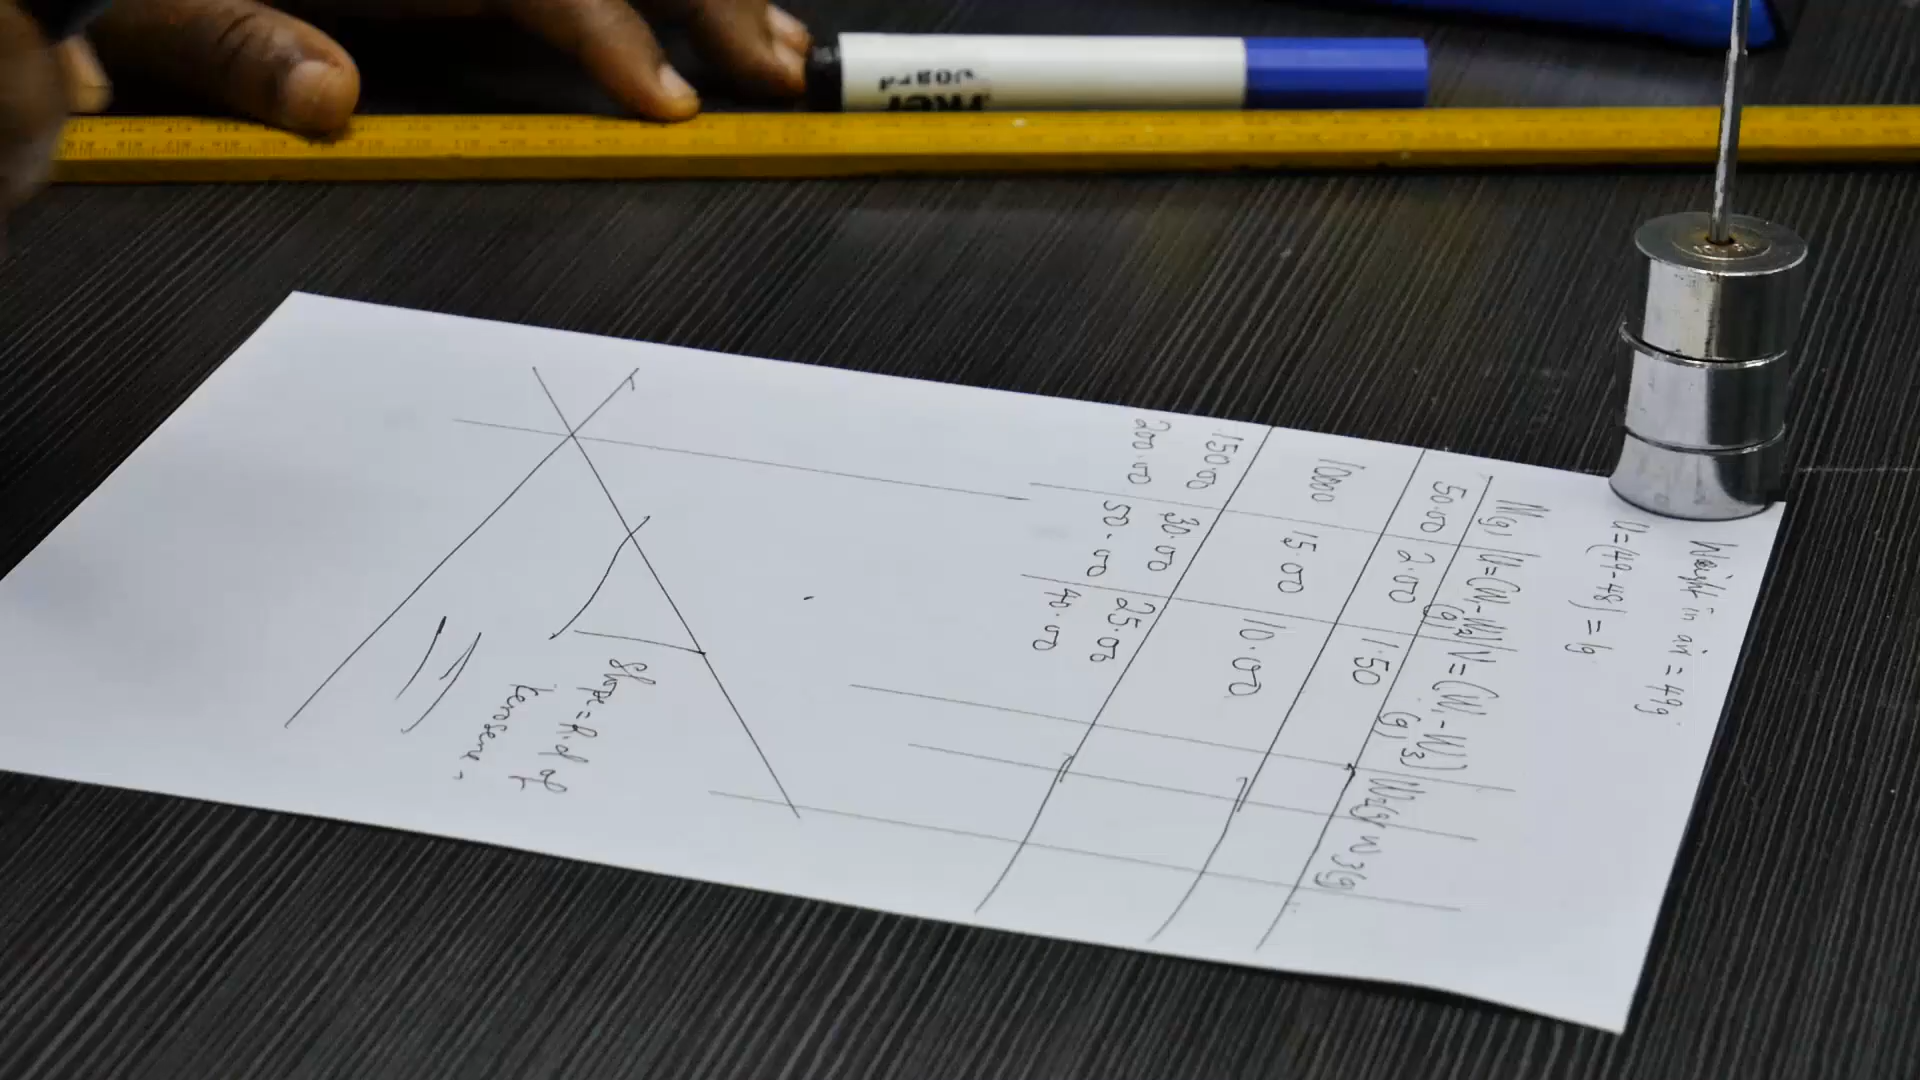 Weight in air = 49g
U=(49-48) = 1g
M(g) U=(W1-W2) V=(W1-W3) W2(g) W3(g)
(g) (g)
50.00 2.00 1.50
10000 15.00 10.00
150.00 30.00 25.00
200.00 50.00 40.00
Slope = R.d of
kerosene